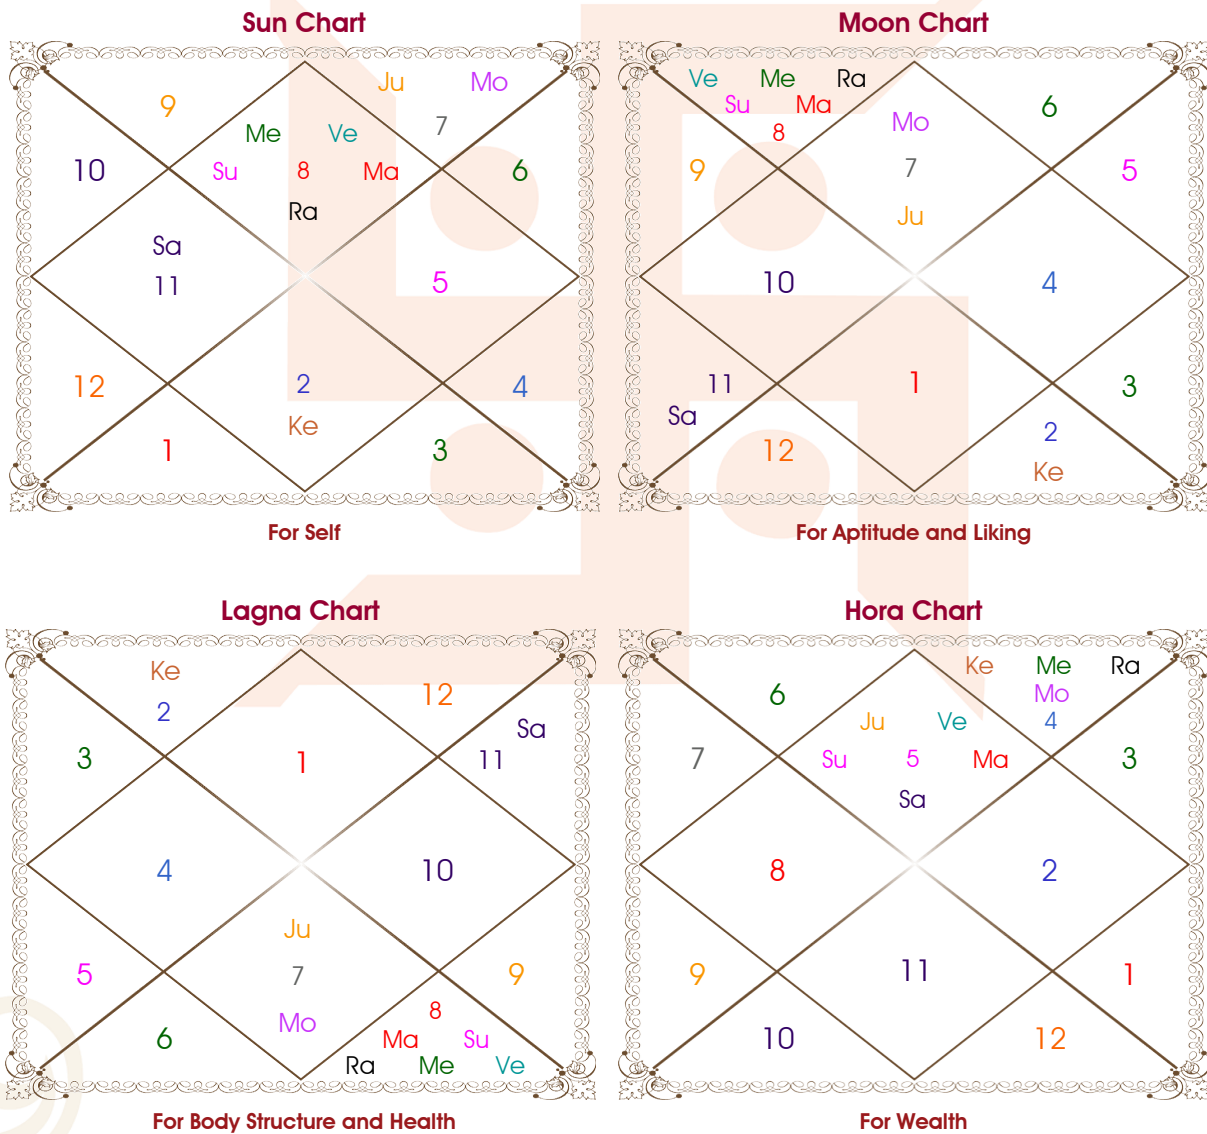 Sun Chart
Ju Mo
9
Me Ve 7
10 Su 8 Ma 6
Ra
Sa
11 5
12 2 4
Ke
1 3
For Self
Moon Chart
Ve Me Ra
Su Ma 6
8 Mo
9 7 5
Ju
10 4
11 1 3
Sa
12 2
Ke
For Aptitude and Liking
Lagna Chart
Ke 12
2 Sa
3 1 11
4 10
Ju
5 7 9
8
Mo
6 Ma Su
Ra Me Ve
For Body Structure and Health
Hora Chart
Ke Me Ra
6 Mo
Ju Ve 4
7 Su 5 Ma 3
Sa
8 2
9 11 1
10 12
For Wealth